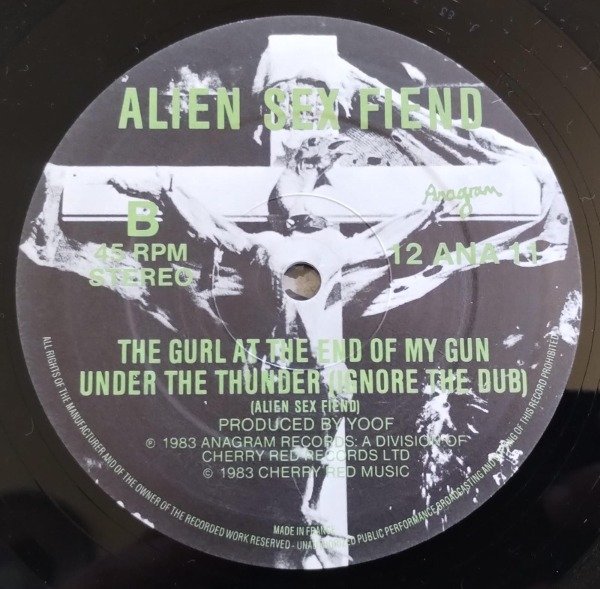 ALIEN SEX FIEND
Anagram
B
45 RPM
STEREO
12 ANA 11
THE GURL AT THE END OF MY GUN
UNDER THE THUNDER (IGNORE THE DUB)
(ALIEN SEX FIEND)
PRODUCED BY YOOF
℗ 1983 ANAGRAM RECORDS: A DIVISION OF
CHERRY RED RECORDS LTD
© 1983 CHERRY RED MUSIC
MADE IN FRANCE
ALL RIGHTS OF THE MANUFACTURER AND OF THE OWNER OF THE RECORDED WORK RESERVED - UNAUTHORISED PUBLIC PERFORMANCE BROADCASTING AND COPYING OF THIS RECORD PROHIBITED